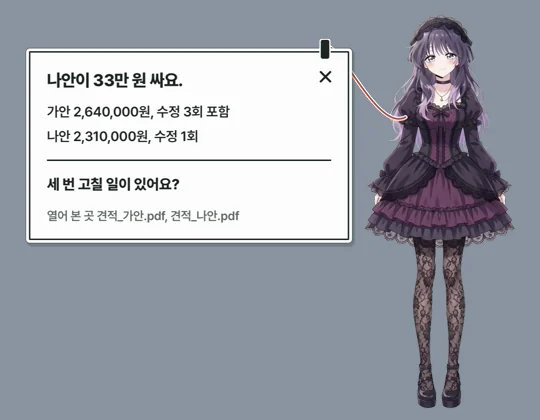 나안이 33만 원 싸요.
가안 2,640,000원, 수정 3회 포함
나안 2,310,000원, 수정 1회
세 번 고칠 일이 있어요?
열어 본 곳 견적_가안.pdf, 견적_나안.pdf